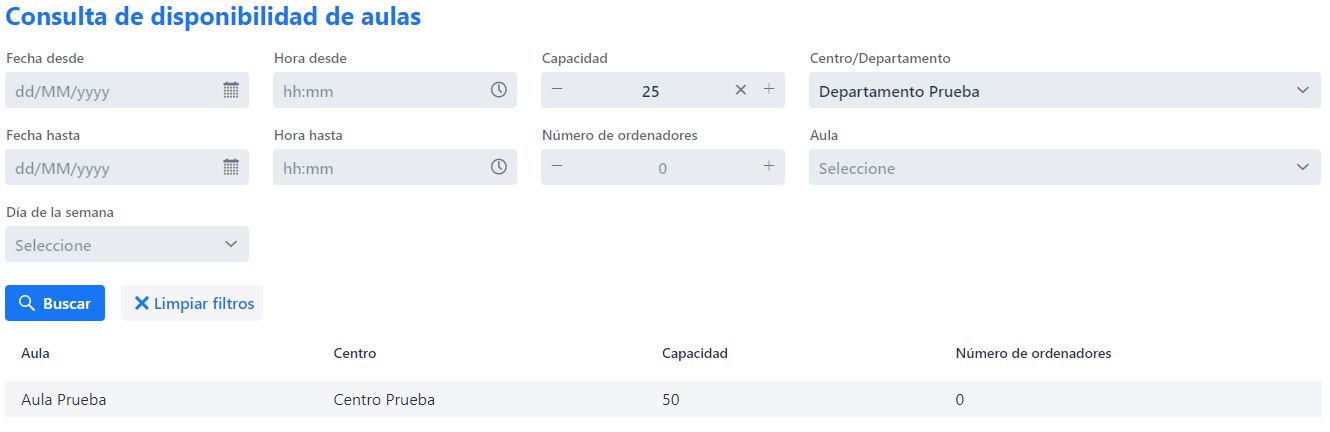 Consulta de disponibilidad de aulas
Fecha desde Hora desde Capacidad Centro/Departamento
dd/MM/yyyy hh:mm 25 Departamento Prueba
Fecha hasta Hora hasta Número de ordenadores Aula
dd/MM/yyyy hh:mm 0 Seleccione
Día de la semana
Seleccione
Buscar Limpiar filtros
Aula Centro Capacidad Número de ordenadores
Aula Prueba Centro Prueba 50 0